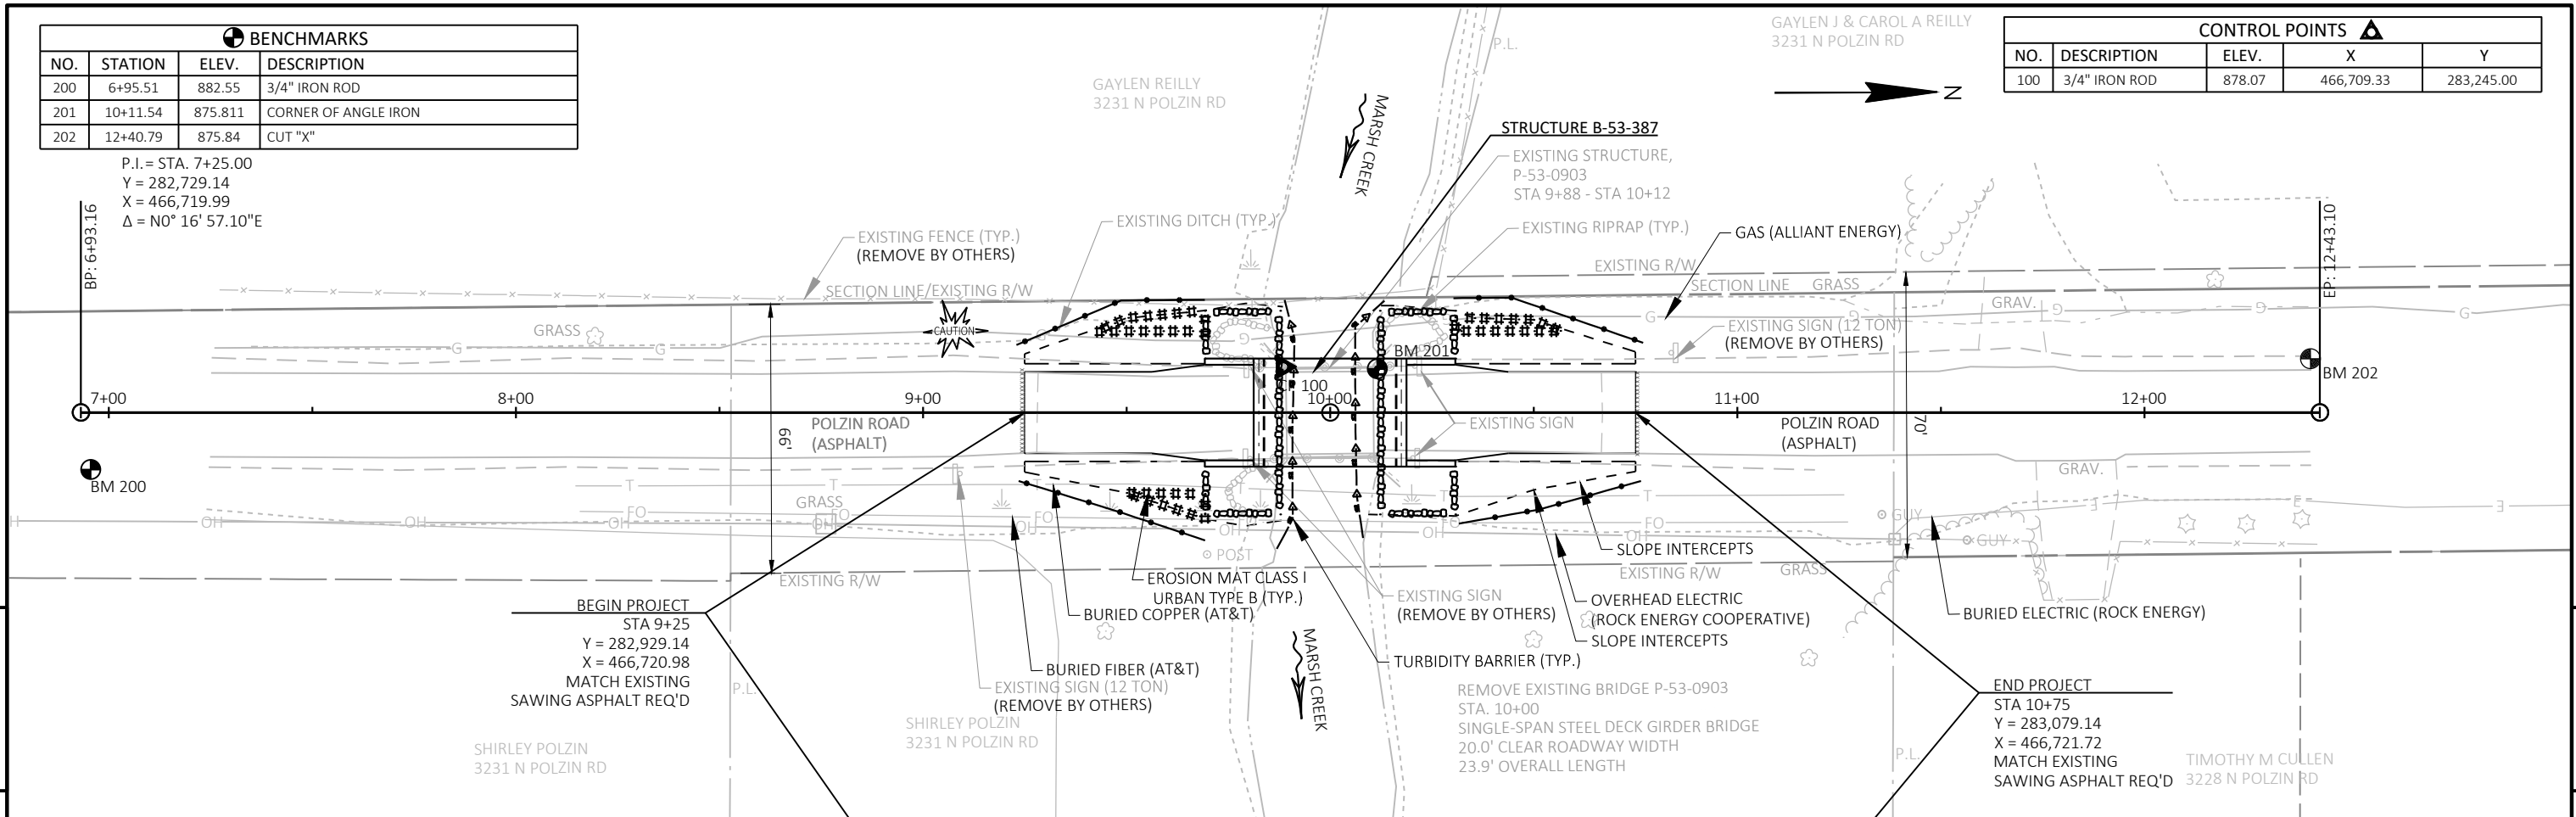 BENCHMARKS
NO. STATION ELEV. DESCRIPTION
200 6+95.51 882.55 3/4" IRON ROD
201 10+11.54 875.811 CORNER OF ANGLE IRON
202 12+40.79 875.84 CUT "X"
P.I.= STA. 7+25.00
Y = 282,729.14
X = 466,719.99
Δ = N0° 16' 57.10"E
BP: 6+93.16
GAYLEN REILLY
3231 N POLZIN RD
P.L.
GAYLEN J & CAROL A REILLY
3231 N POLZIN RD
N
CONTROL POINTS
NO. DESCRIPTION ELEV. X Y
100 3/4" IRON ROD 878.07 466,709.33 283,245.00
MARSH CREEK
STRUCTURE B-53-387
EXISTING STRUCTURE,
P-53-0903
STA 9+88 - STA 10+12
EXISTING RIPRAP (TYP.)
GAS (ALLIANT ENERGY)
EXISTING DITCH (TYP.)
EXISTING FENCE (TYP.)
(REMOVE BY OTHERS)
SECTION LINE/EXISTING R/W
EXISTING R/W
SECTION LINE
GRASS
GRAV.
EP: 12+43.10
GRASS
CAUTION
G
G
G
G
G
G
G
G
EXISTING SIGN (12 TON)
(REMOVE BY OTHERS)
BM 201
BM 202
100
7+00
8+00
9+00
10+00
11+00
12+00
66'
POLZIN ROAD
(ASPHALT)
EXISTING SIGN
POLZIN ROAD
(ASPHALT)
70'
BM 200
GRAV.
T
T
T
T
T
GRASS
FO
FO
FO
FO
FO
H
OH
OH
OH
OH
OH
OH
OH
OH
OH
E
E
E
GUY
GUY
POST
SLOPE INTERCEPTS
EXISTING R/W
EXISTING R/W
GRASS
EROSION MAT CLASS I
URBAN TYPE B (TYP.)
BURIED COPPER (AT&T)
EXISTING SIGN
(REMOVE BY OTHERS)
OVERHEAD ELECTRIC
(ROCK ENERGY COOPERATIVE)
SLOPE INTERCEPTS
BURIED ELECTRIC (ROCK ENERGY)
BEGIN PROJECT
STA 9+25
Y = 282,929.14
X = 466,720.98
MATCH EXISTING
SAWING ASPHALT REQ'D
P.L.
BURIED FIBER (AT&T)
EXISTING SIGN (12 TON)
(REMOVE BY OTHERS)
MARSH CREEK
TURBIDITY BARRIER (TYP.)
REMOVE EXISTING BRIDGE P-53-0903
STA. 10+00
SINGLE-SPAN STEEL DECK GIRDER BRIDGE
20.0' CLEAR ROADWAY WIDTH
23.9' OVERALL LENGTH
END PROJECT
STA 10+75
Y = 283,079.14
X = 466,721.72
MATCH EXISTING
SAWING ASPHALT REQ'D
P.L.
SHIRLEY POLZIN
3231 N POLZIN RD
SHIRLEY POLZIN
3231 N POLZIN RD
TIMOTHY M CULLEN
3228 N POLZIN RD